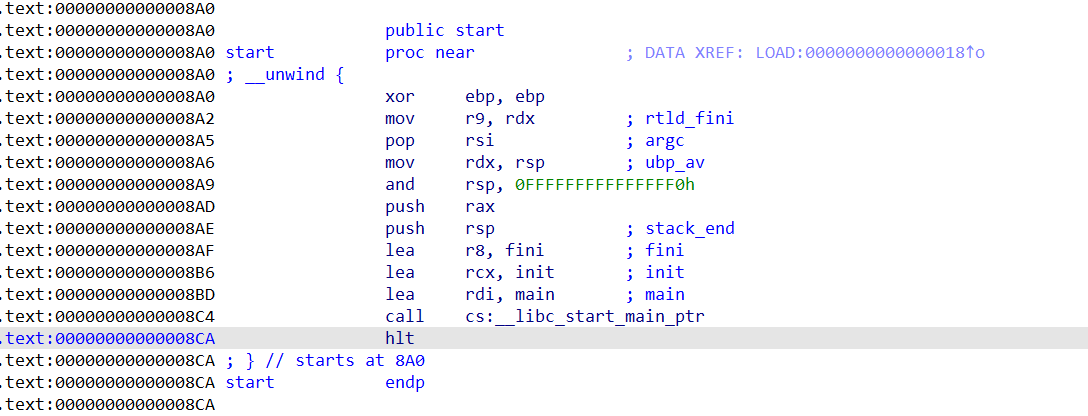 .text:00000000000008A0
.text:00000000000008A0 public start
.text:00000000000008A0 start proc near ; DATA XREF: LOAD:0000000000000018↑o
.text:00000000000008A0 ; __unwind {
.text:00000000000008A0 xor ebp, ebp
.text:00000000000008A2 mov r9, rdx ; rtld_fini
.text:00000000000008A5 pop rsi ; argc
.text:00000000000008A6 mov rdx, rsp ; ubp_av
.text:00000000000008A9 and rsp, 0FFFFFFFFFFFFFFF0h
.text:00000000000008AD push rax
.text:00000000000008AE push rsp ; stack_end
.text:00000000000008AF lea r8, fini ; fini
.text:00000000000008B6 lea rcx, init ; init
.text:00000000000008BD lea rdi, main ; main
.text:00000000000008C4 call cs:__libc_start_main_ptr
.text:00000000000008CA hlt
.text:00000000000008CA ; } // starts at 8A0
.text:00000000000008CA start endp
.text:00000000000008CA